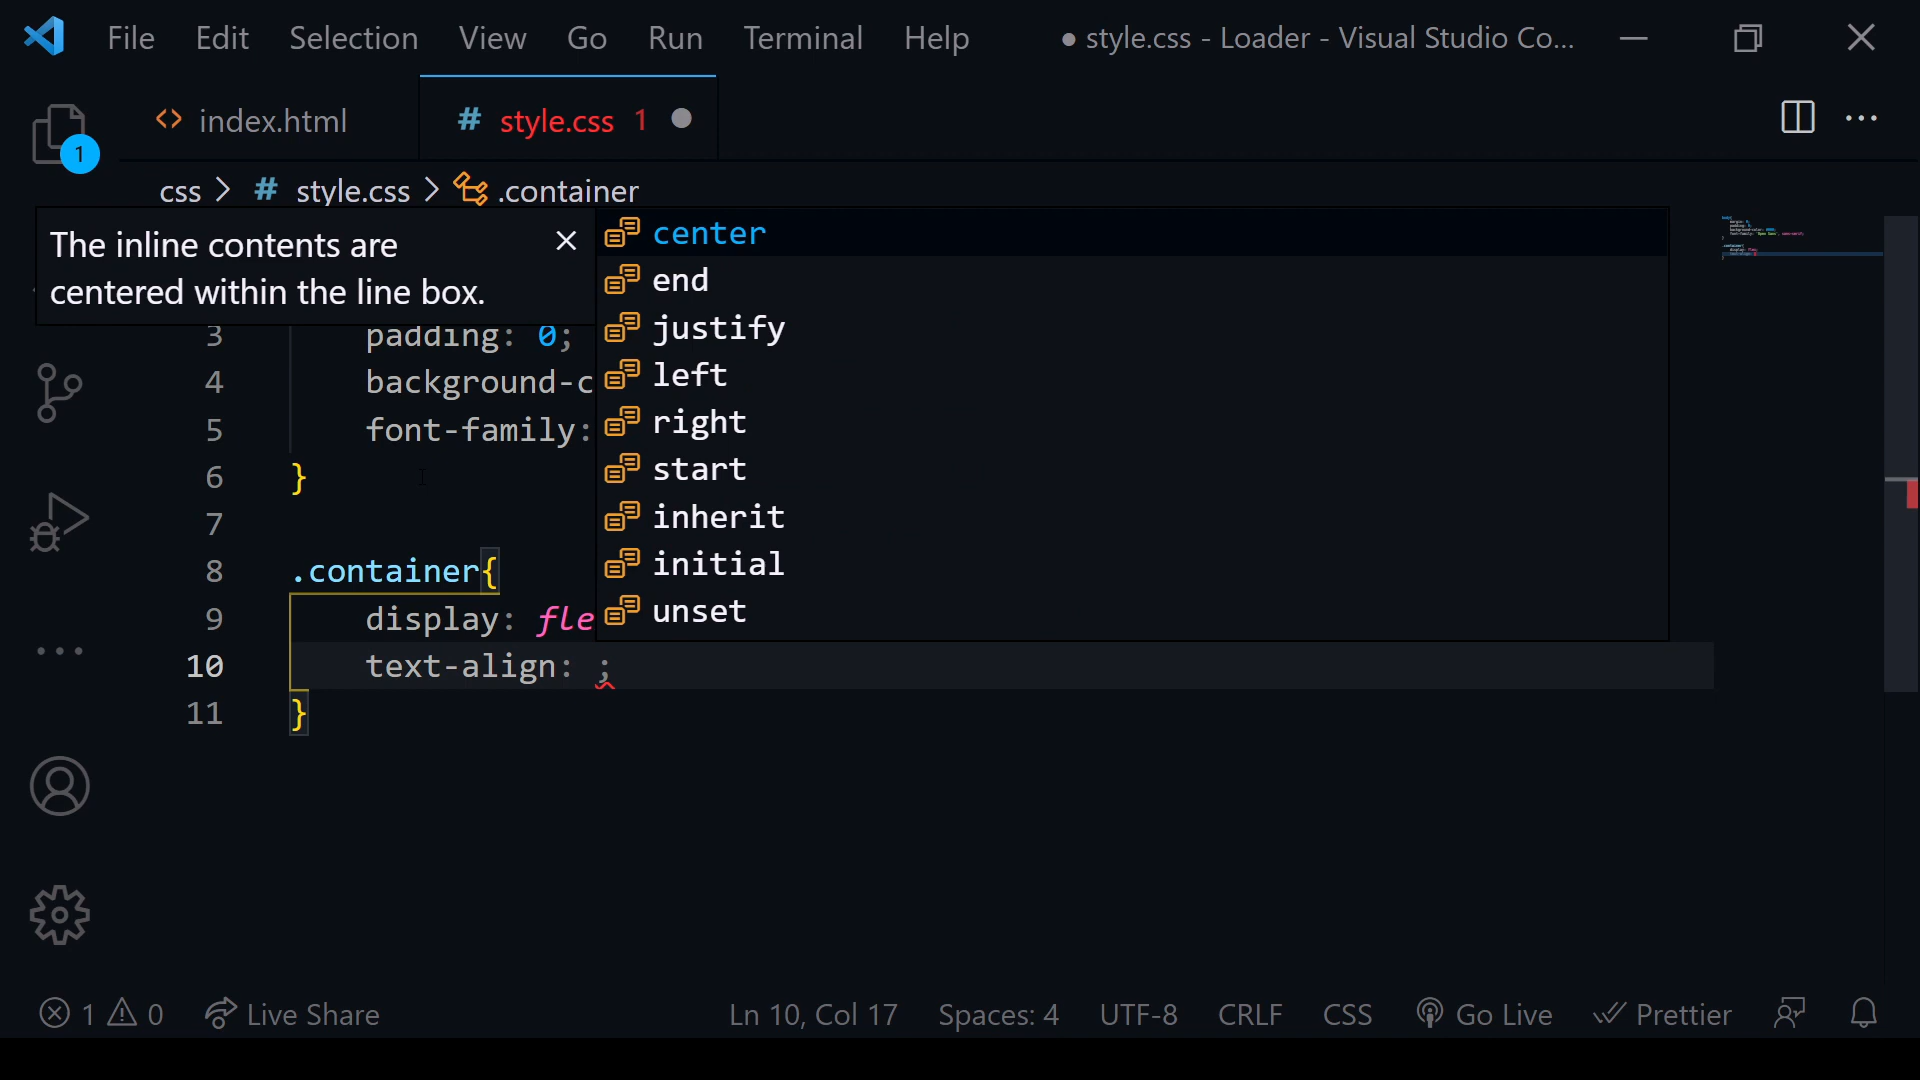 File Edit Selection View Go Run Terminal Help ● style.css - Loader - Visual Studio Co...
index.html # style.css 1
1
css > # style.css > .container
The inline contents are
centered within the line box.
center
end
justify
left
right
start
inherit
initial
unset
3 padding: 0;
4 background-c
5 font-family:
6 }
7
8 .container{
9 display: fle
10 text-align: ;
11 }
1 0 Live Share Ln 10, Col 17 Spaces: 4 UTF-8 CRLF CSS Go Live Prettier